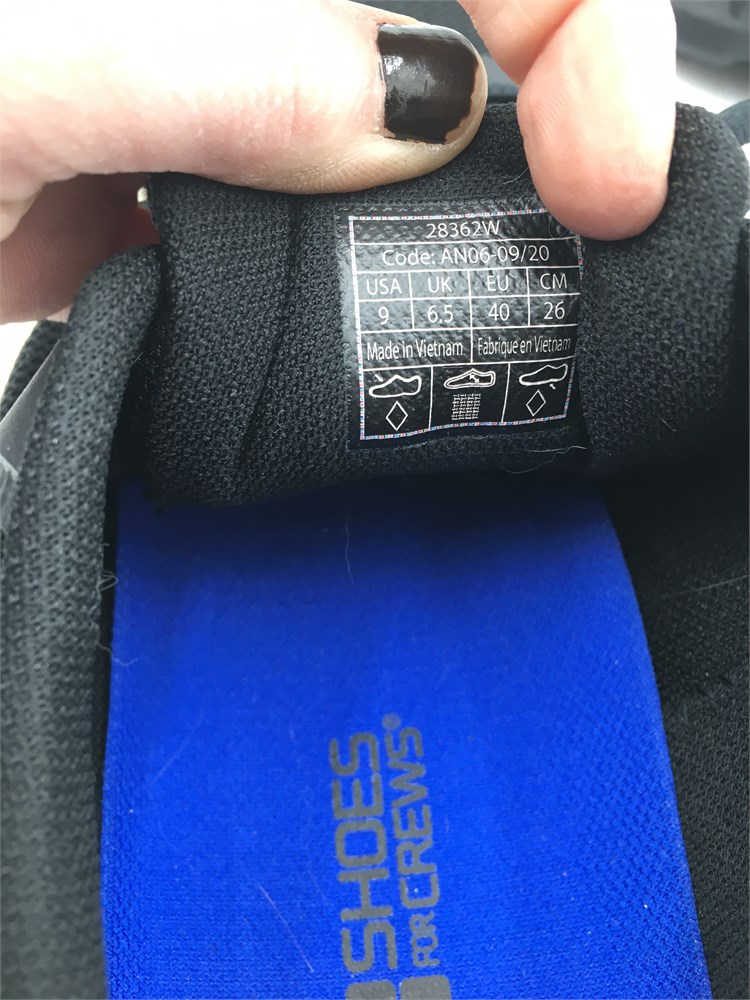 28362W
Code: AN06-09/20
USA UK EU CM
9 6.5 40 26
Made in Vietnam Fabriqué en Vietnam
SHOES
FOR CREWS®